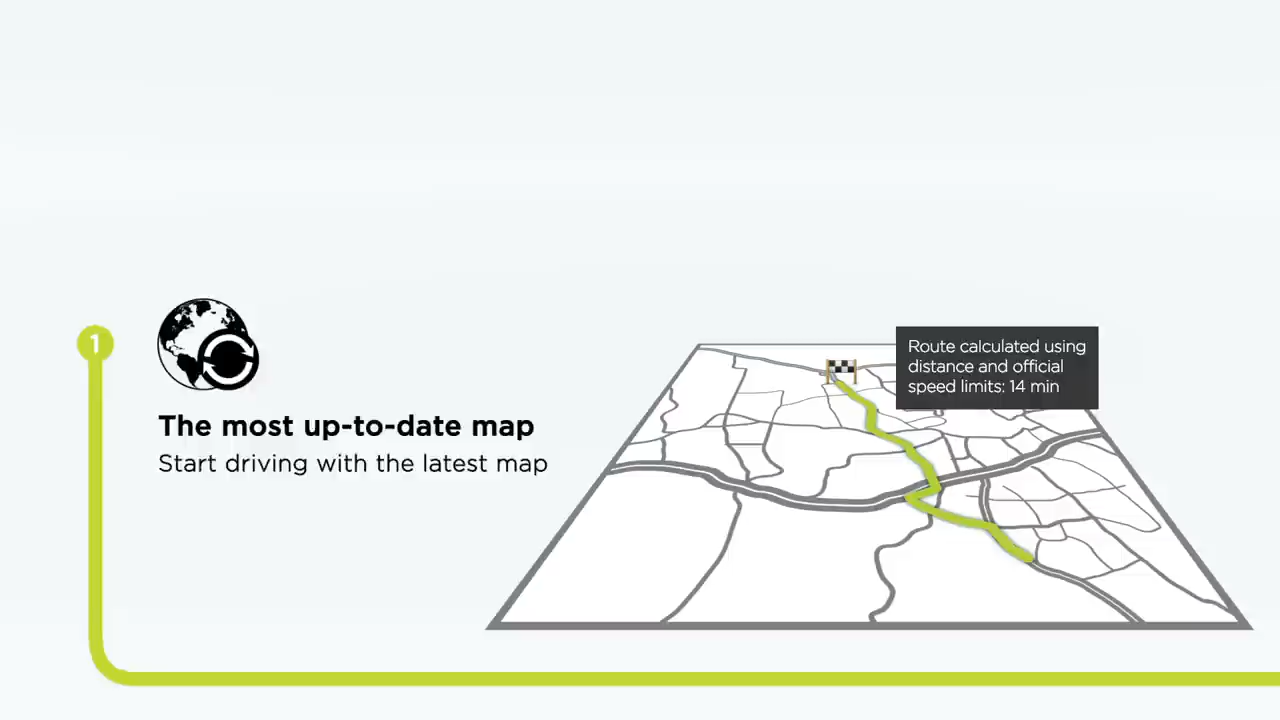 1
The most up-to-date map
Start driving with the latest map
Route calculated using
distance and official
speed limits: 14 min